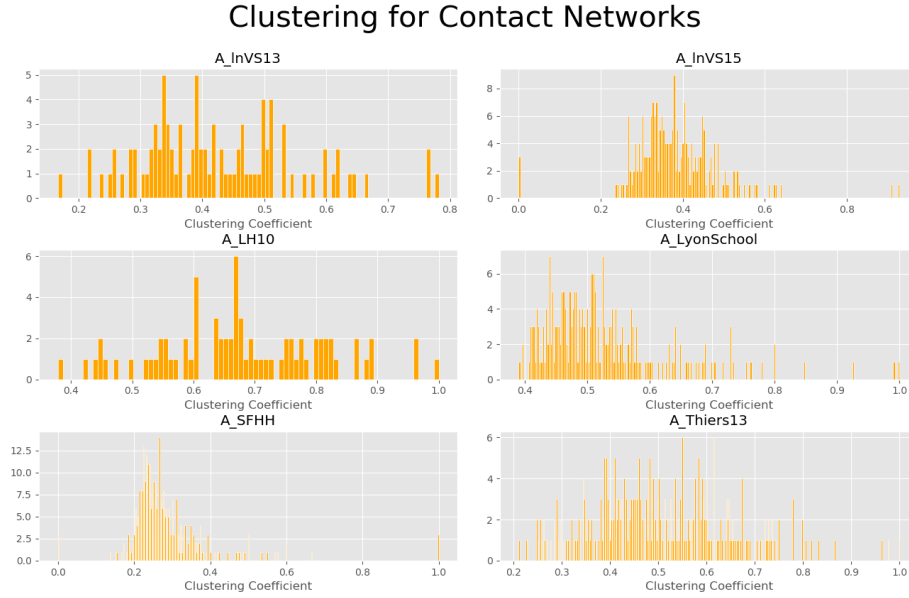 Clustering for Contact Networks
A_lnVS13
5
4
3
2
1
0
0.2 0.3 0.4 0.5 0.6 0.7 0.8
Clustering Coefficient
A_lnVS15
8
6
4
2
0
0.0 0.2 0.4 0.6 0.8
Clustering Coefficient
A_LH10
6
4
2
0
0.4 0.5 0.6 0.7 0.8 0.9 1.0
Clustering Coefficient
A_LyonSchool
6
4
2
0
0.4 0.5 0.6 0.7 0.8 0.9 1.0
Clustering Coefficient
A_SFHH
12.5
10.0
7.5
5.0
2.5
0.0
0.0 0.2 0.4 0.6 0.8 1.0
Clustering Coefficient
A_Thiers13
6
4
2
0
0.2 0.3 0.4 0.5 0.6 0.7 0.8 0.9 1.0
Clustering Coefficient